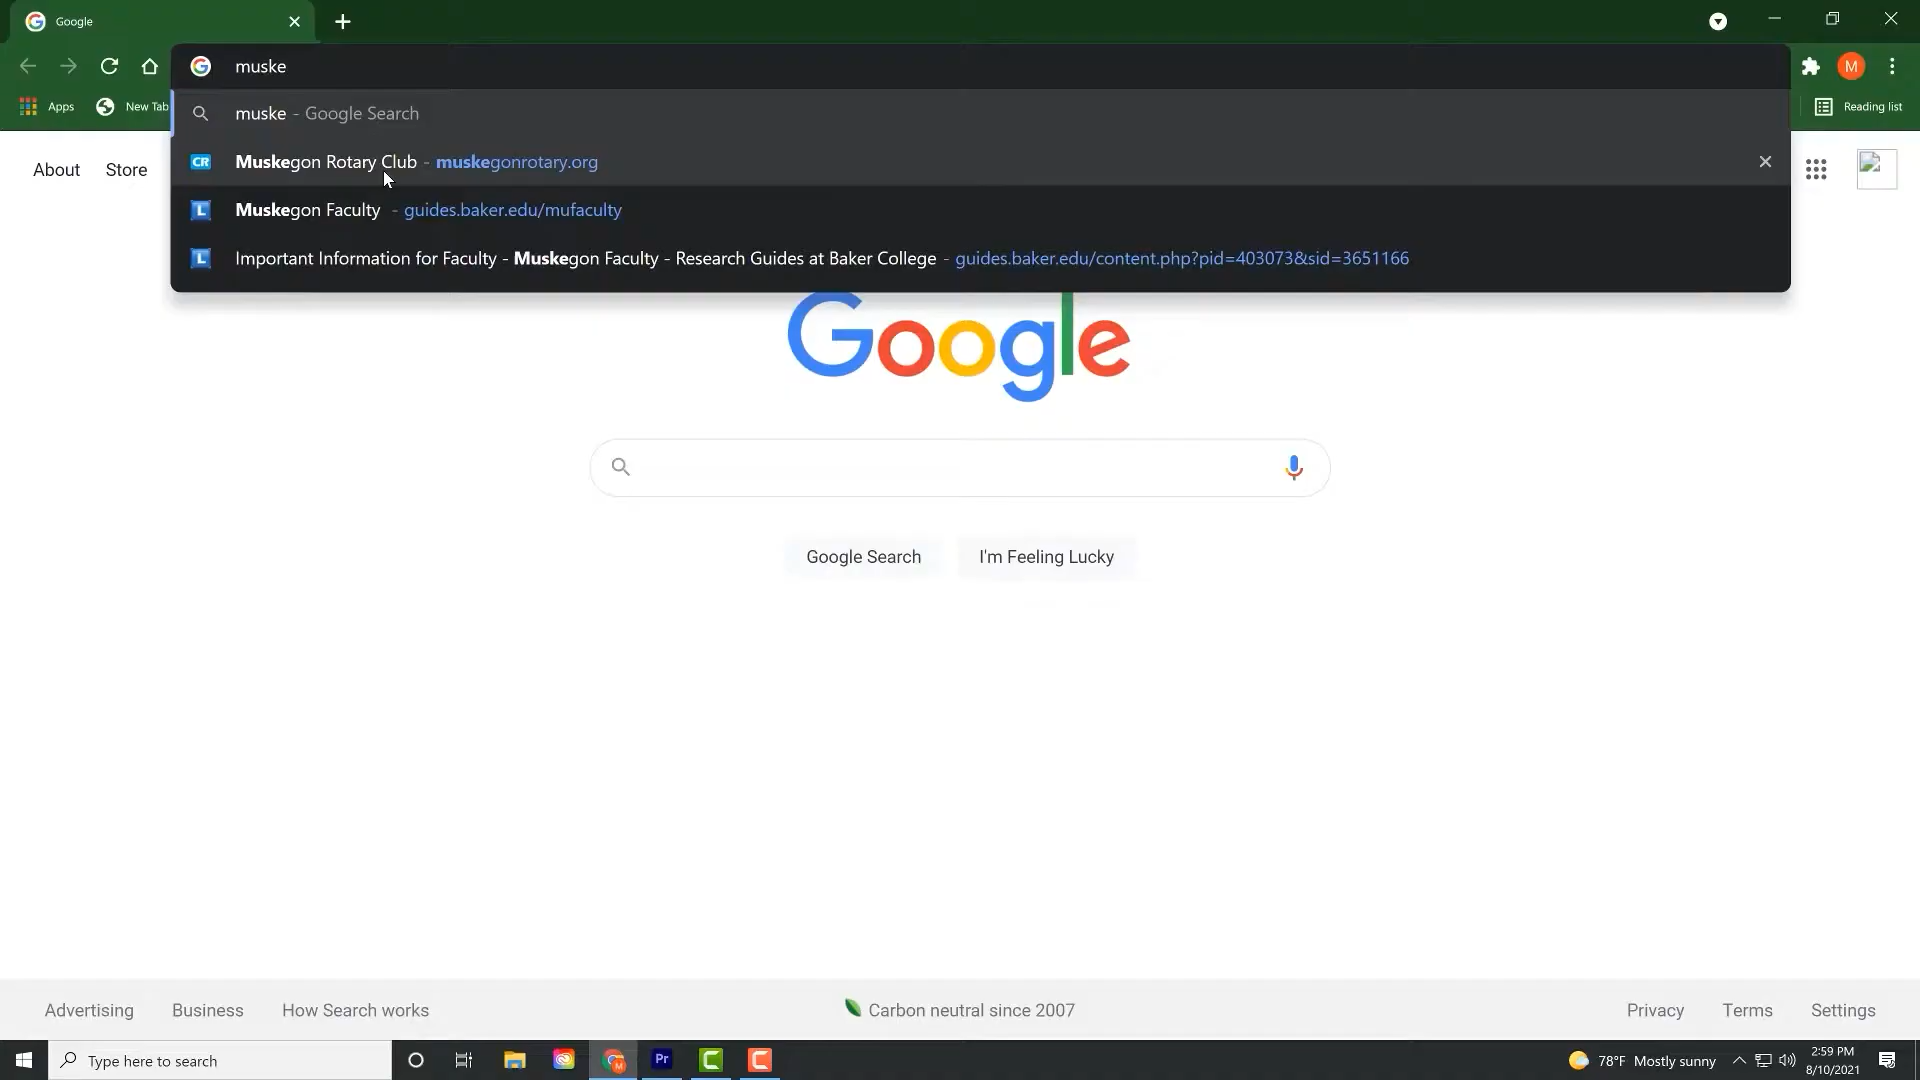 Google
muske
Apps
New Tab
Reading list
muske - Google Search
CR Muskegon Rotary Club - muskegonrotary.org
L Muskegon Faculty - guides.baker.edu/mufaculty
L Important Information for Faculty - Muskegon Faculty - Research Guides at Baker College - guides.baker.edu/content.php?pid=403073&sid=3651166
M
About Store
Google
Google Search I'm Feeling Lucky
Advertising Business How Search works Carbon neutral since 2007 Privacy Terms Settings
Type here to search
M
Pr
C
C
78°F Mostly sunny
2:59 PM
8/10/2021